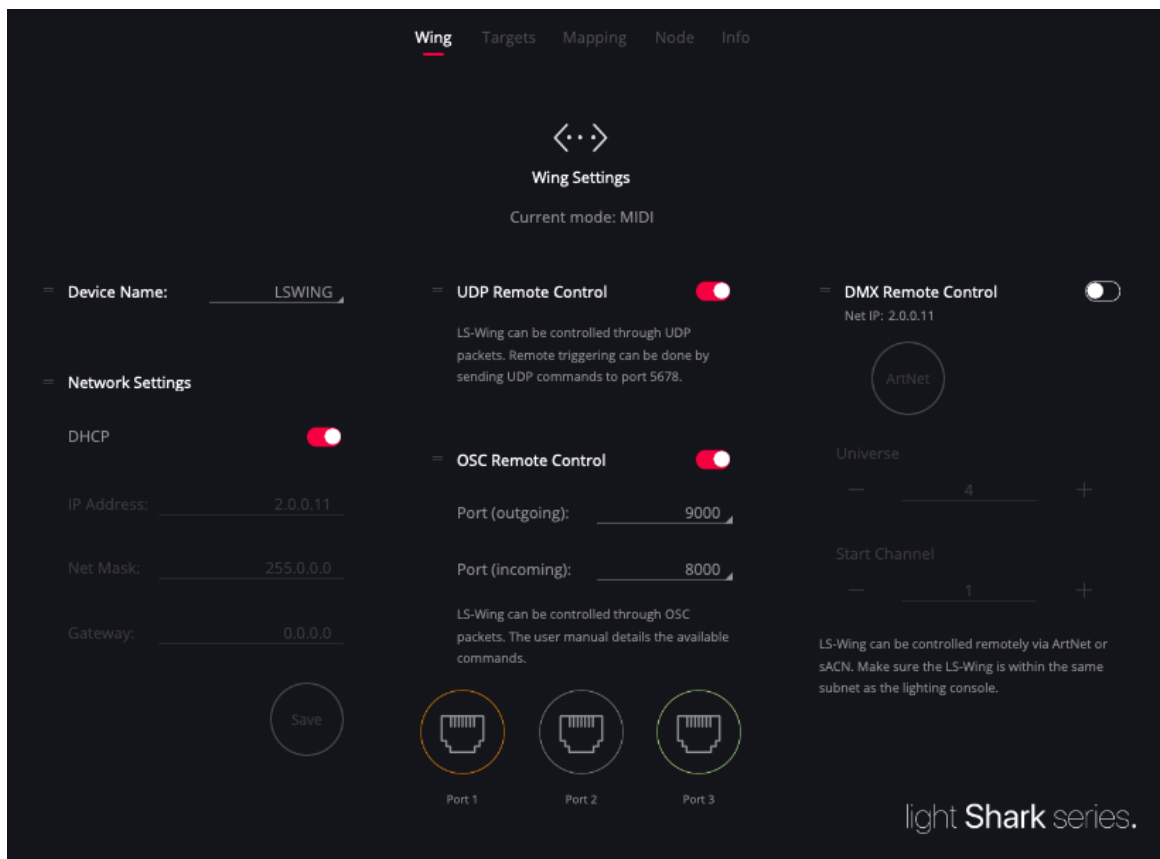 Wing Targets Mapping Node Info
Wing Settings
Current mode: MIDI
Device Name: LSWING
Network Settings
DHCP
IP Address: 2.0.0.11
Net Mask: 255.0.0.0
Gateway: 0.0.0.0
Save
UDP Remote Control
LS-Wing can be controlled through UDP
packets. Remote triggering can be done by
sending UDP commands to port 5678.
OSC Remote Control
Port (outgoing): 9000
Port (incoming): 8000
LS-Wing can be controlled through OSC
packets. The user manual details the available
commands.
Port 1 Port 2 Port 3
DMX Remote Control
Net IP: 2.0.0.11
ArtNet
Universe
4
Start Channel
1
LS-Wing can be controlled remotely via ArtNet or
sACN. Make sure the LS-Wing is within the same
subnet as the lighting console.
light Shark series.